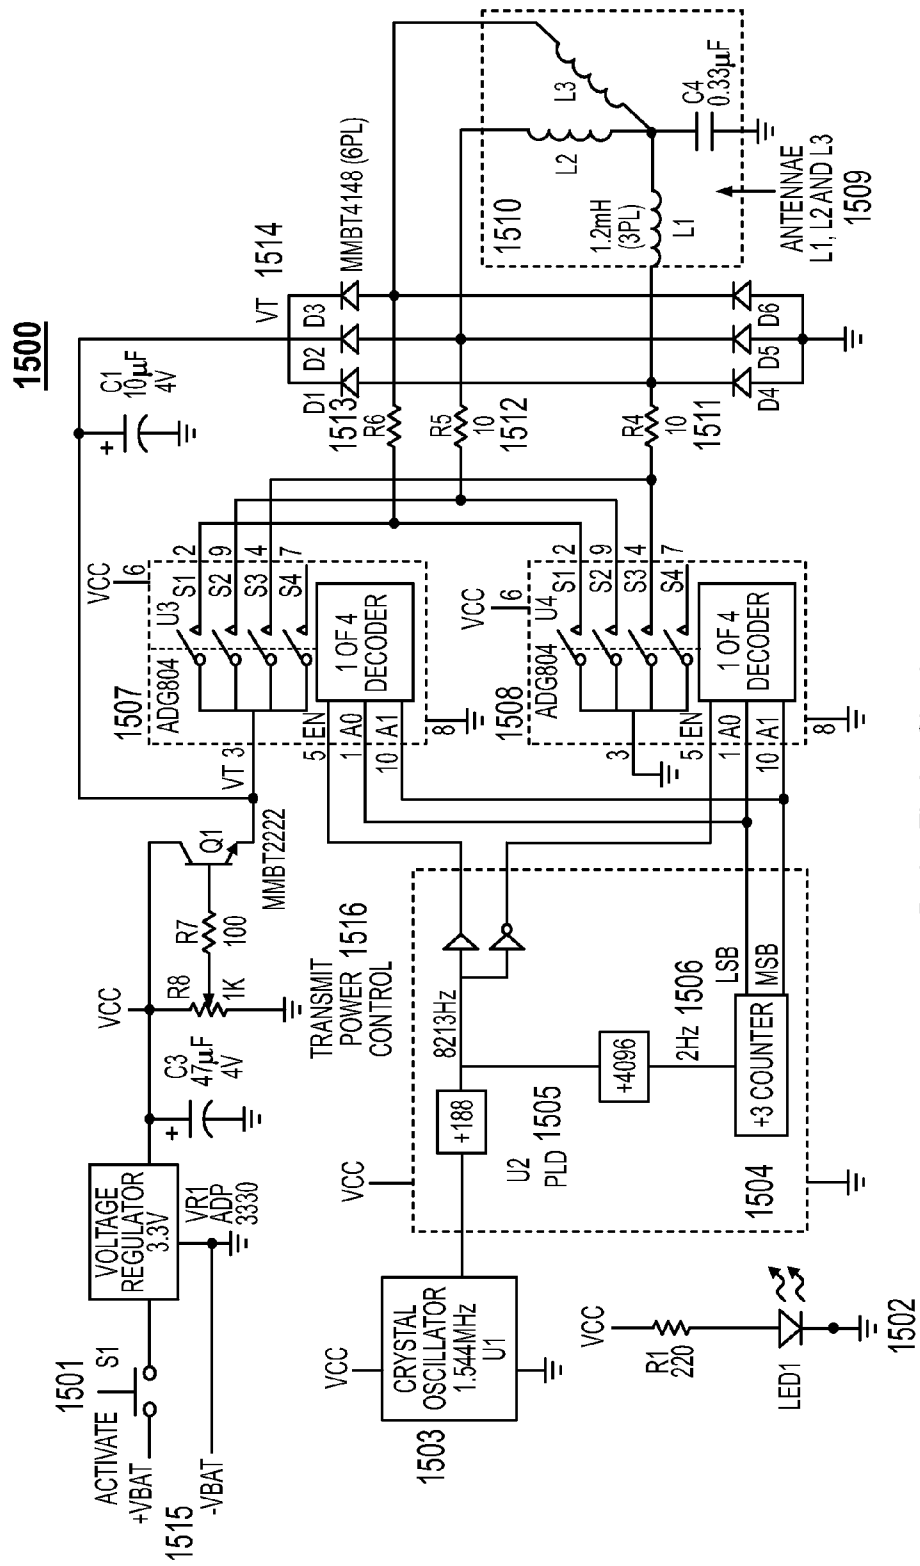 1500
ACTIVATE
1501
S1
+VBAT
-VBAT
1515
VOLTAGE
REGULATOR
3.3V
VR1
ADP
3330
+
C3
47µF
4V
VCC
R8
1K
R7
100
Q1
MMBT2222
TRANSMIT
POWER 1516
CONTROL
+
C1
10µF
4V
VCC
6
1507
ADG804
U3
VT 3
S1 2
S2 9
S3 4
S4 7
1 OF 4
DECODER
5 EN
1 A0
10 A1
8
VCC
6
1508
ADG804
U4
3
S1 2
S2 9
S3 4
S4 7
1 OF 4
DECODER
5 EN
1 A0
10 A1
8
VT
1514
D1
D2
D3
MMBT4148 (6PL)
1513
R6
R5
10
1512
R4
10
1511
D4
D5
D6
1510
1.2mH
(3PL)
L1
L2
L3
C4
0.33µF
ANTENNAE
L1, L2 AND L3
1509
VCC
CRYSTAL
OSCILLATOR
1.544MHz
U1
1503
VCC
+188
8213Hz
U2
PLD
1505
+4096
2Hz
1506
+3 COUNTER
LSB
MSB
1504
VCC
R1
220
LED1
1502